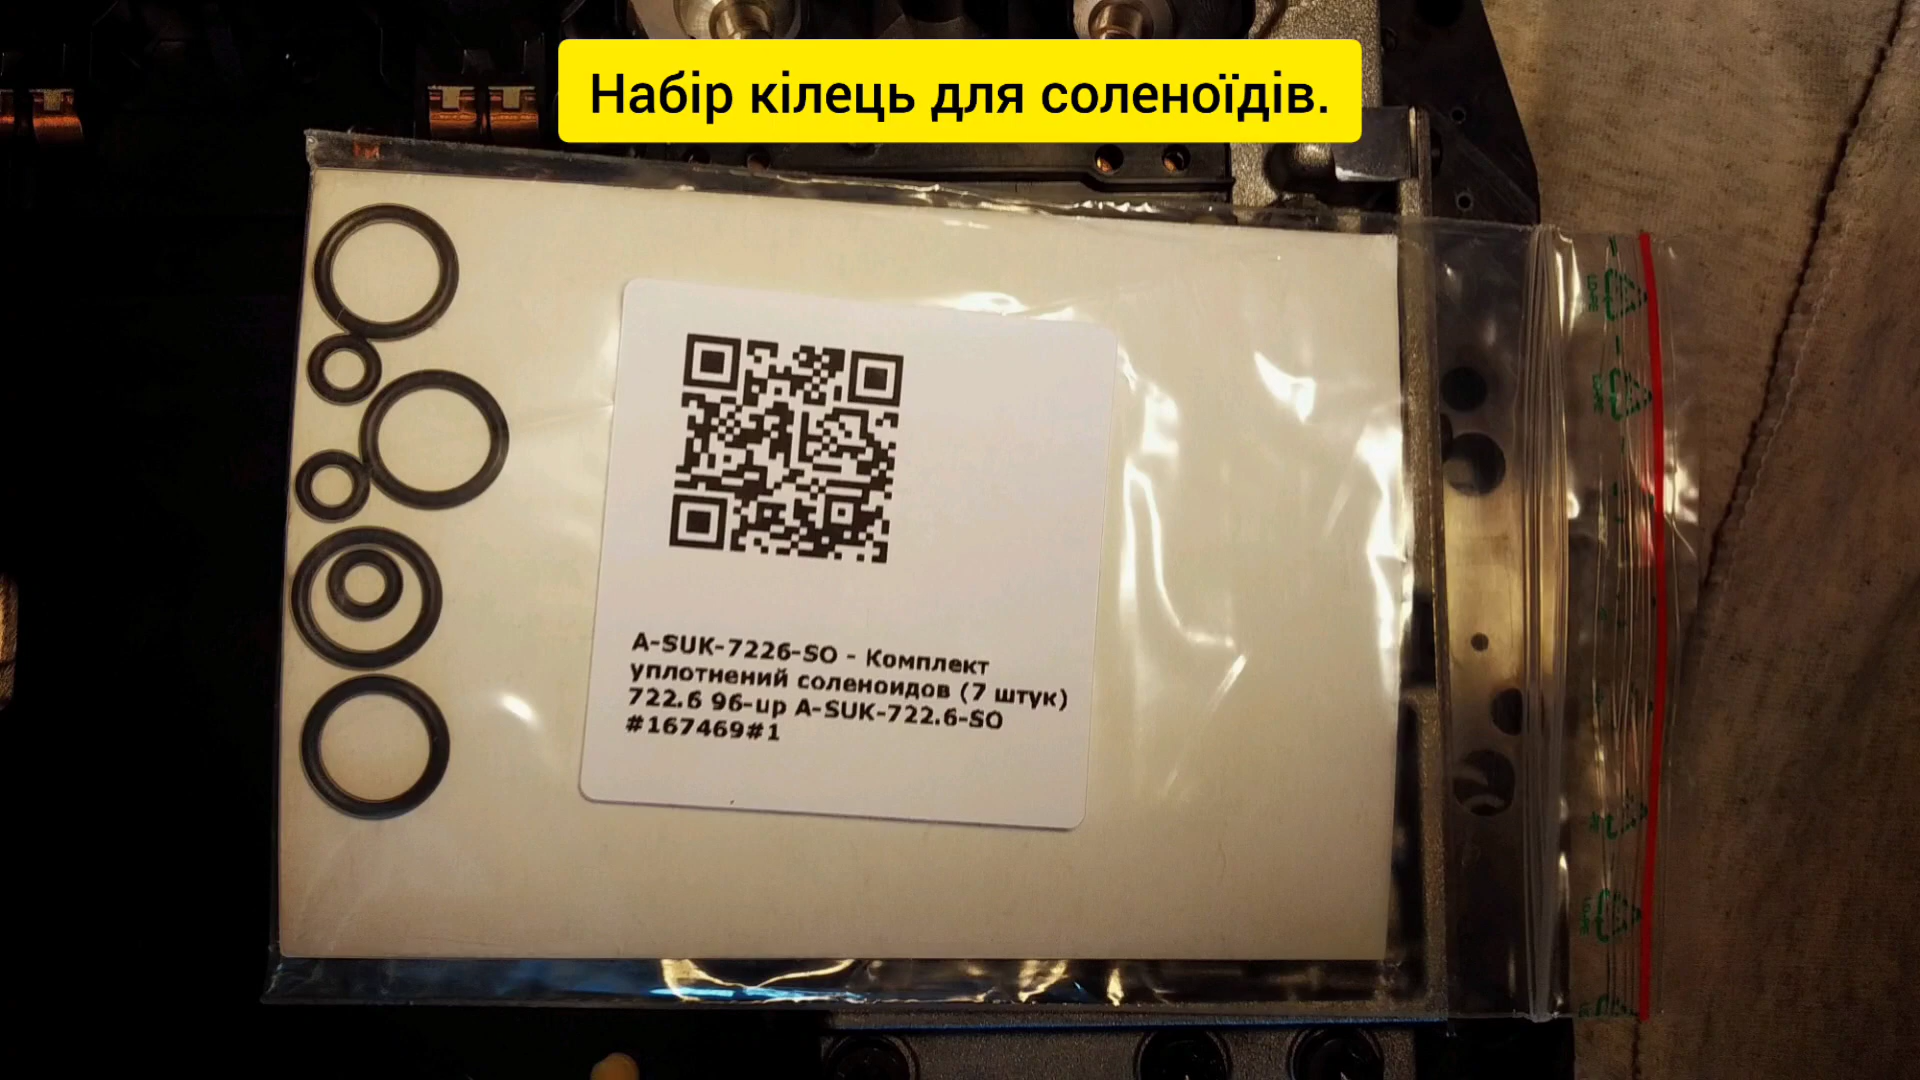 Набір кілець для соленоїдів.
A-SUK-7226-SO - Комплект
уплотнений соленоидов (7 штук)
722.6 96-up A-SUK-722.6-SO
#167469#1